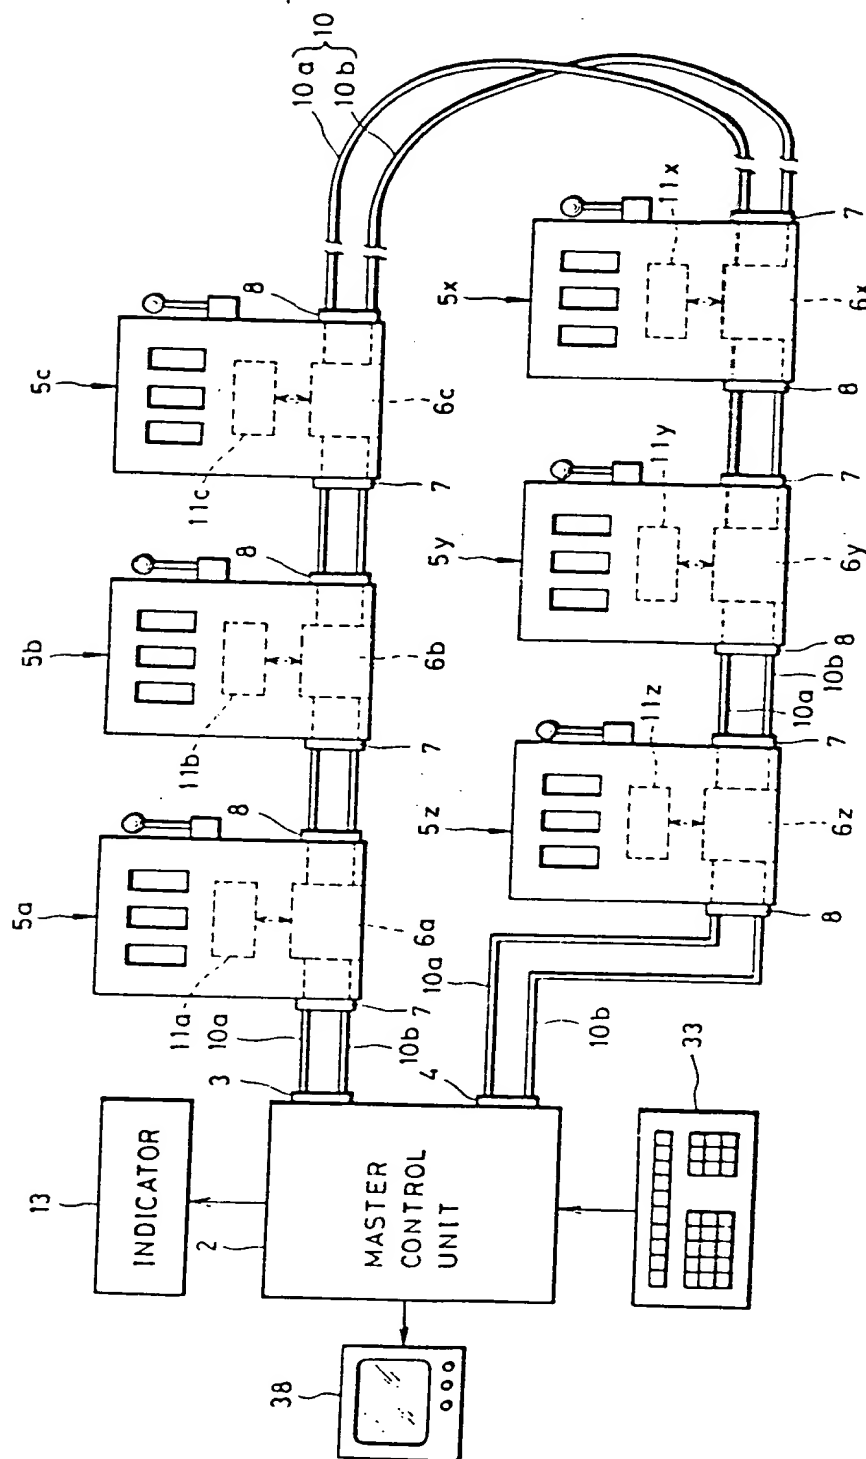 10
10a
10b
5c
8
11c
6c
7
5b
8
11b
6b
7
5a
8
11a
6a
7
10a
10b
3
4
5x
11x
7
6x
8
5y
11y
7
6y
8
10a
10b
5z
11z
7
6z
8
10a
10b
13
INDICATOR
2
MASTER
CONTROL
UNIT
33
38